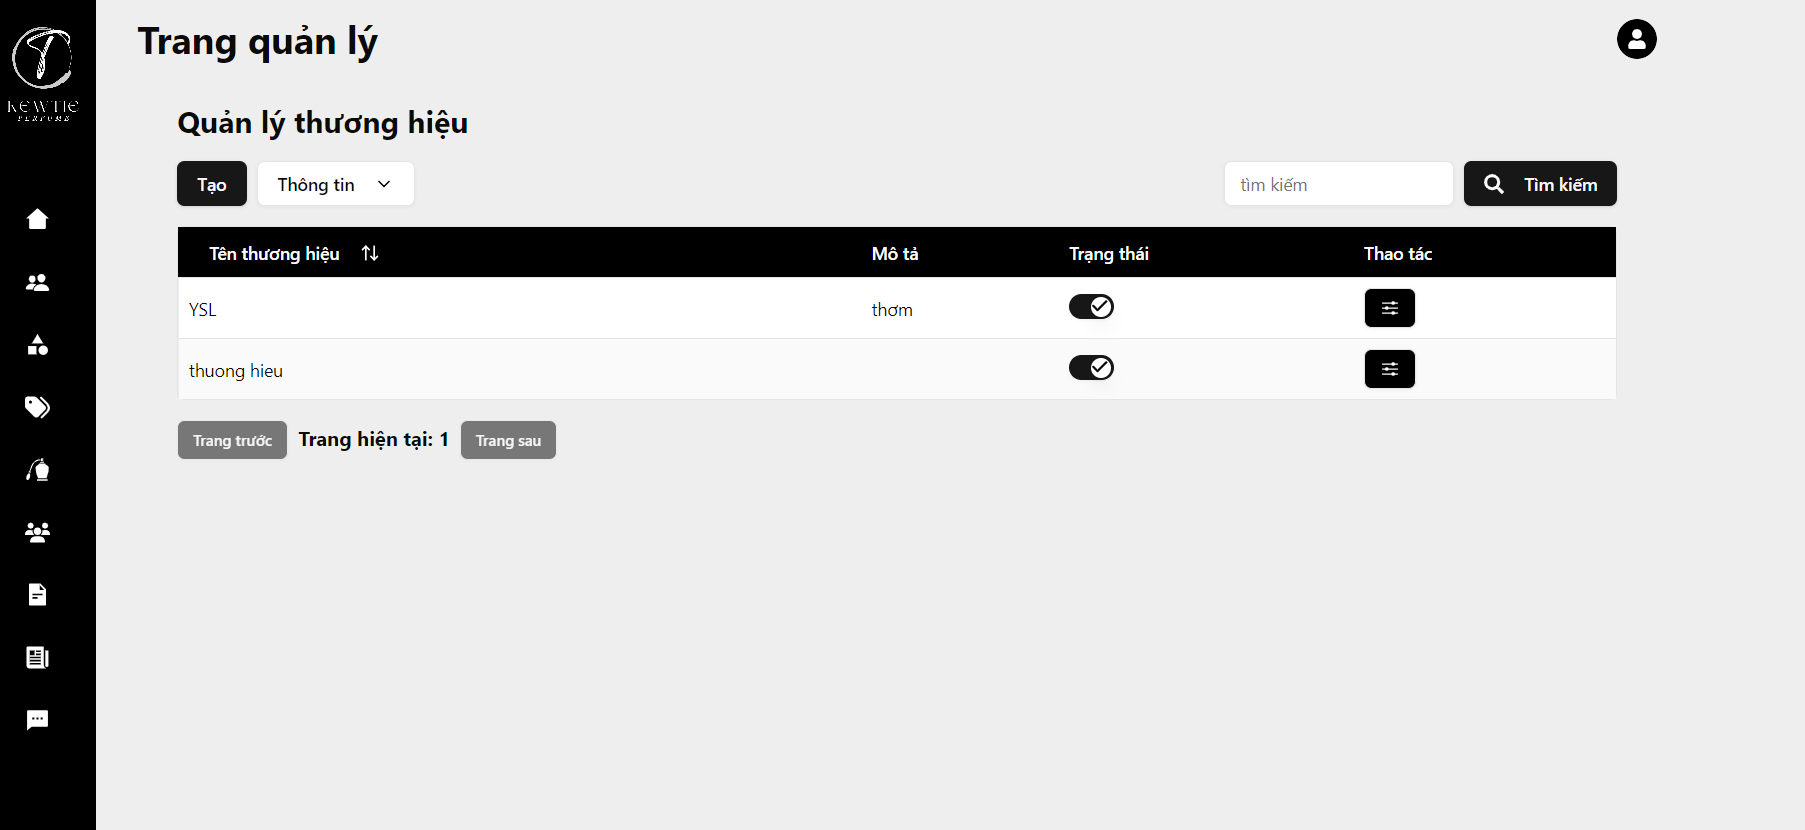 KEWTIE
PERFUME
Trang quản lý
Quản lý thương hiệu
Tạo
Thông tin
tìm kiếm
Tìm kiếm
Tên thương hiệu Mô tả Trạng thái Thao tác
YSL thơm
thuong hieu
Trang trước Trang hiện tại: 1 Trang sau